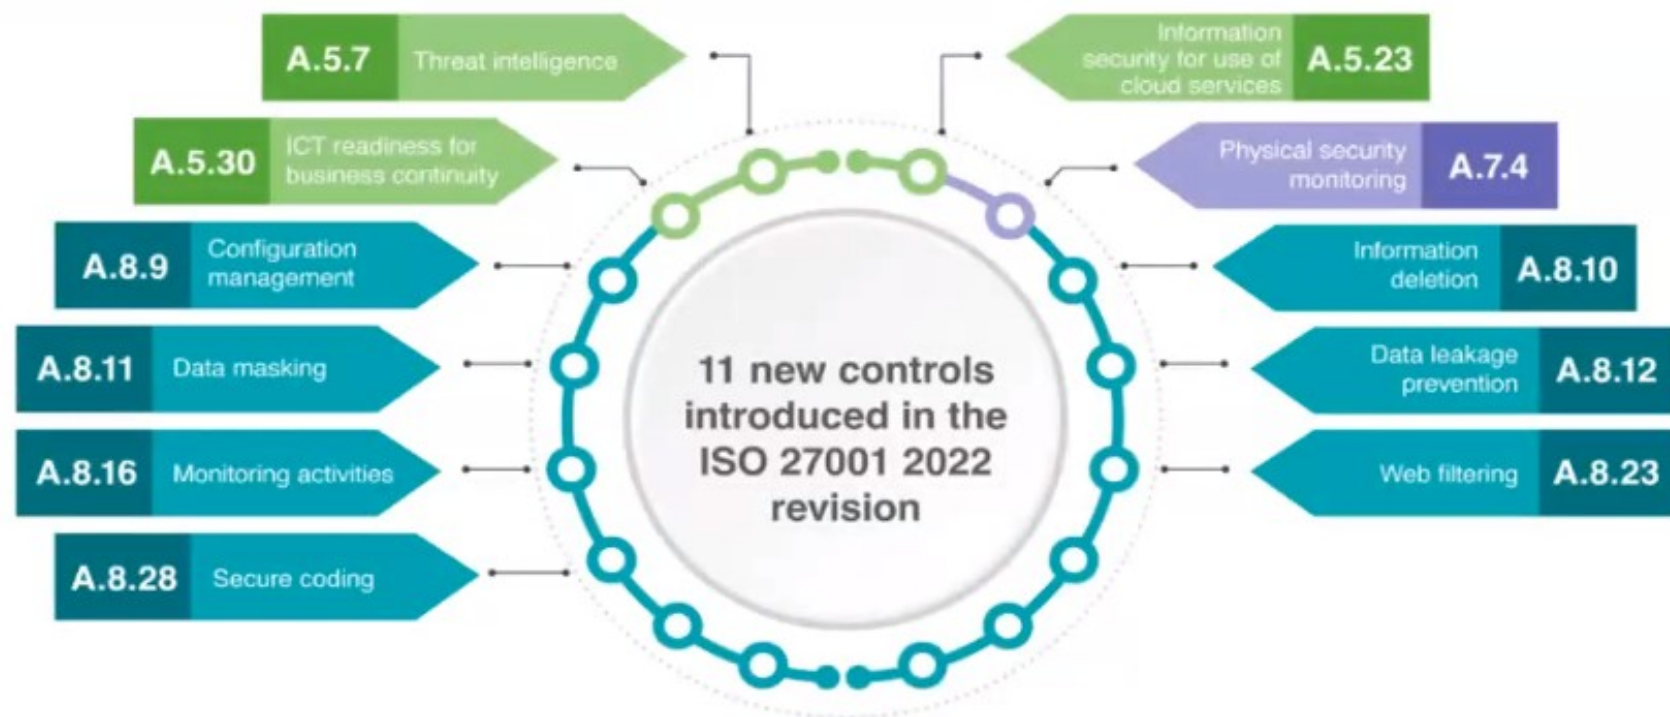 A.5.7
Threat intelligence
Information
security for use of
cloud services
A.5.23
A.5.30
ICT readiness for
business continuity
Physical security
monitoring
A.7.4
A.8.9
Configuration
management
Information
deletion
A.8.10
A.8.11
Data masking
Data leakage
prevention
A.8.12
11 new controls
introduced in the
ISO 27001 2022
revision
A.8.16
Monitoring activities
Web filtering
A.8.23
A.8.28
Secure coding